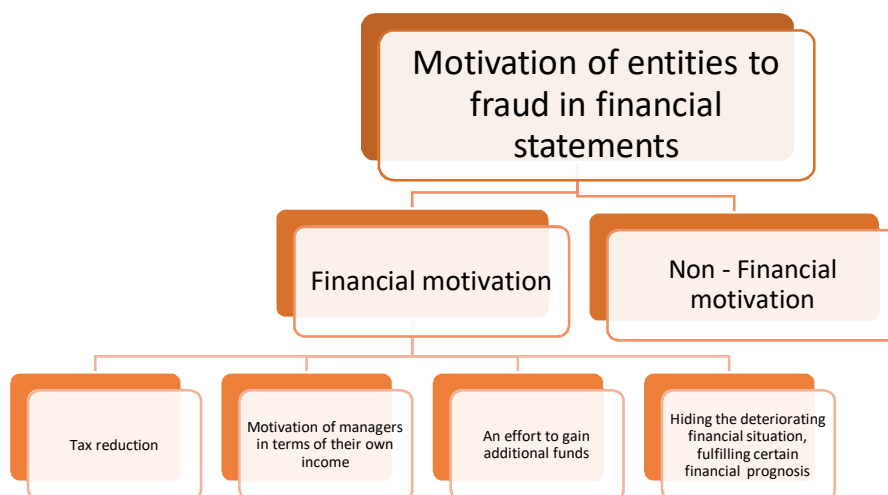 Motivation of entities to
fraud in financial
statements
Financial motivation
Non - Financial
motivation
Tax reduction
Motivation of managers
in terms of their own
income
An effort to gain
additional funds
Hiding the deteriorating
financial situation,
fulfilling certain
financial prognosis